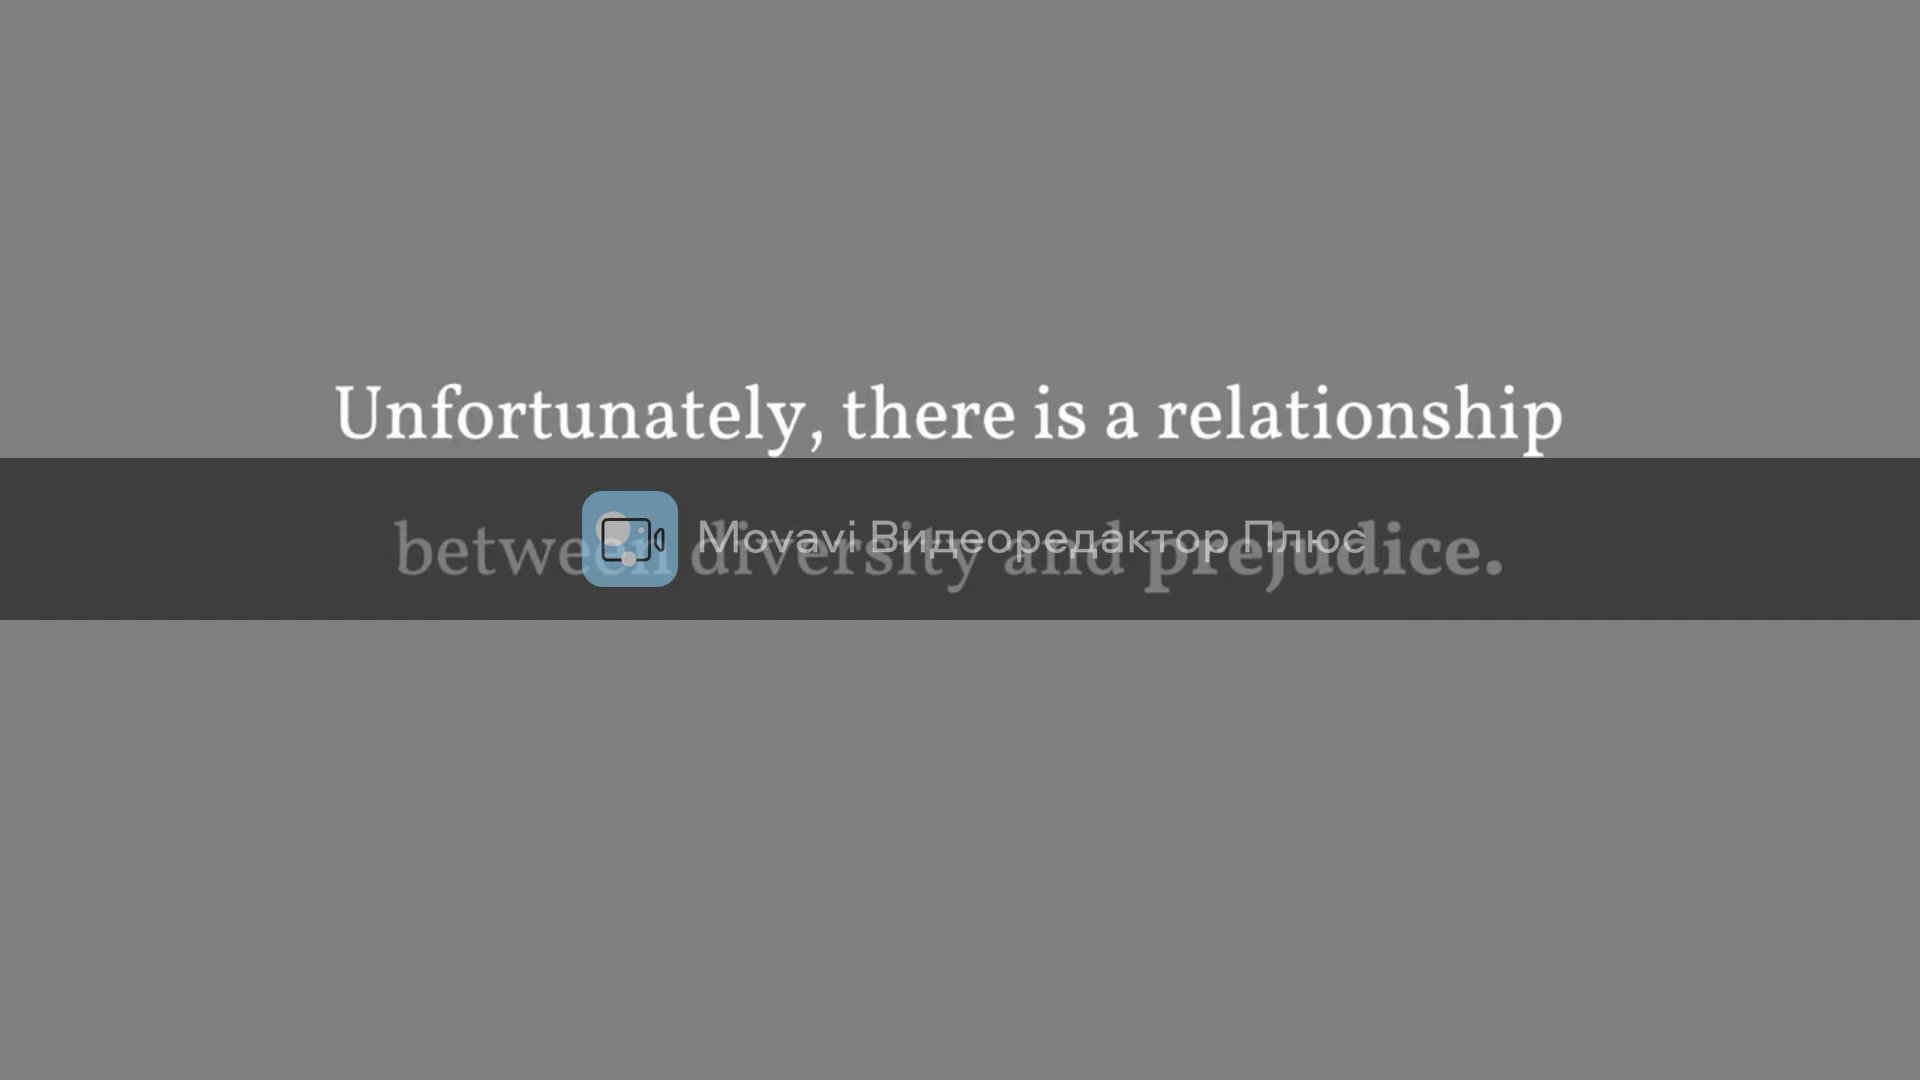 Unfortunately, there is a relationship
between diversity and prejudice.
Movavi Видеоредактор Плюс